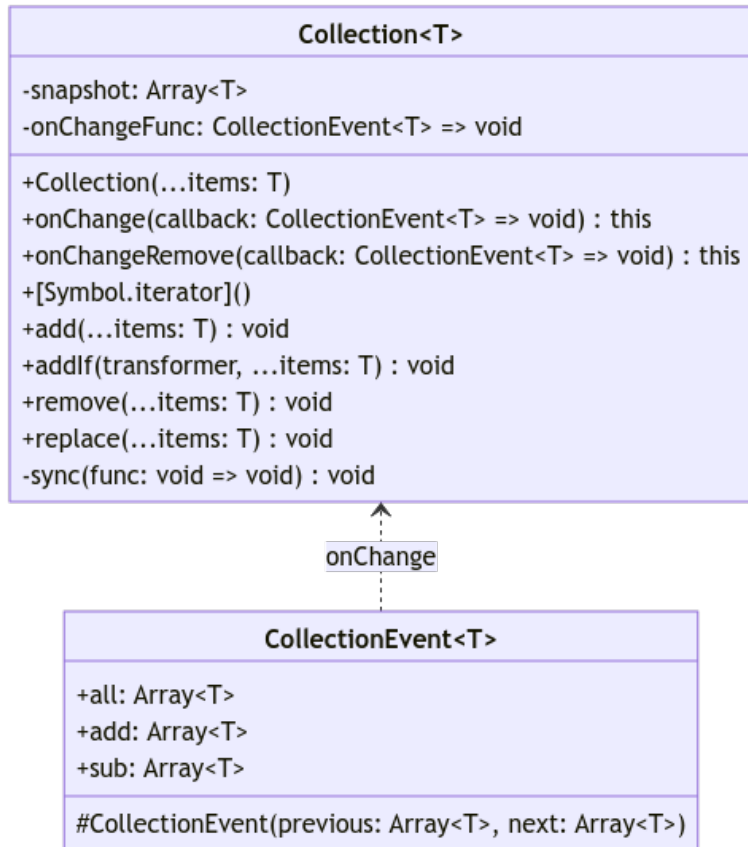 Collection<T>
-snapshot: Array<T>
-onChangeFunc: CollectionEvent<T> => void
+Collection(...items: T)
+onChange(callback: CollectionEvent<T> => void) : this
+onChangeRemove(callback: CollectionEvent<T> => void) : this
+[Symbol.iterator]()
+add(...items: T) : void
+addIf(transformer, ...items: T) : void
+remove(...items: T) : void
+replace(...items: T) : void
-sync(func: void => void) : void
onChange
CollectionEvent<T>
+all: Array<T>
+add: Array<T>
+sub: Array<T>
#CollectionEvent(previous: Array<T>, next: Array<T>)